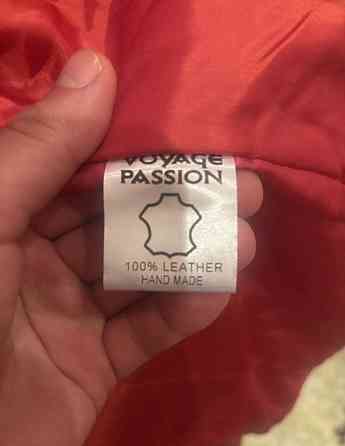 VOYAGE
PASSION
100% LEATHER
HAND MADE